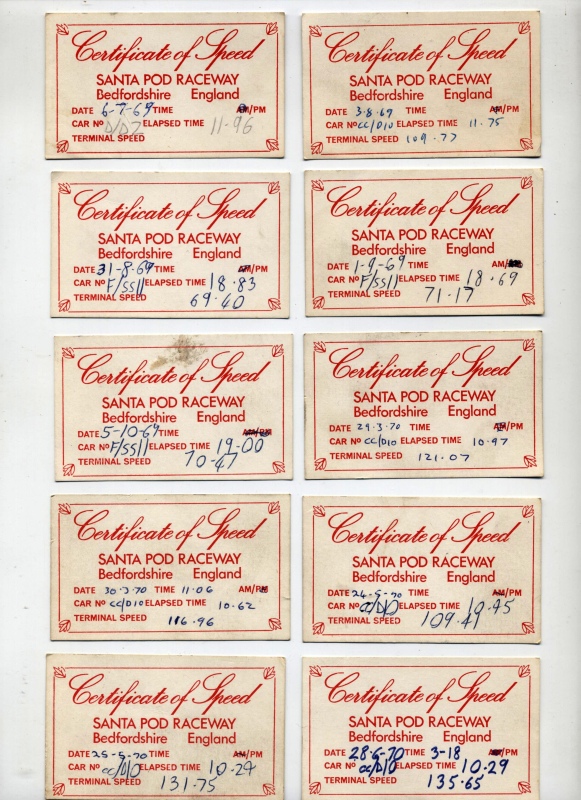 Certificate of Speed
SANTA POD RACEWAY
Bedfordshire England
DATE 6-7-69 TIME AM/PM
CAR No D/D7 ELAPSED TIME 11-96
TERMINAL SPEED
Certificate of Speed
SANTA POD RACEWAY
Bedfordshire England
DATE 3.8.69 TIME AM/PM
CAR No CC/D10 ELAPSED TIME 11.75
TERMINAL SPEED 109.77
Certificate of Speed
SANTA POD RACEWAY
Bedfordshire England
DATE 31-8-69 TIME AM/PM
CAR No F/SS11 ELAPSED TIME 18.83
TERMINAL SPEED 69.40
Certificate of Speed
SANTA POD RACEWAY
Bedfordshire England
DATE 1-9-69 TIME AM/PM
CAR No F/SS11 ELAPSED TIME 18.69
TERMINAL SPEED 71.17
Certificate of Speed
SANTA POD RACEWAY
Bedfordshire England
DATE 5-10-69 TIME AM/PM
CAR No F/SS11 ELAPSED TIME 19-00
TERMINAL SPEED 70-47
Certificate of Speed
SANTA POD RACEWAY
Bedfordshire England
DATE 29.3.70 TIME AM/PM
CAR No CC/D10 ELAPSED TIME 10.97
TERMINAL SPEED 121.07
Certificate of Speed
SANTA POD RACEWAY
Bedfordshire England
DATE 30.3.70 TIME 11.06 AM/PM
CAR No CC/D10 ELAPSED TIME 10.62
TERMINAL SPEED 116.96
Certificate of Speed
SANTA POD RACEWAY
Bedfordshire England
DATE 24-5-70 TIME AM/PM
CAR No CC/D10 ELAPSED TIME 10.45
TERMINAL SPEED 109.41
Certificate of Speed
SANTA POD RACEWAY
Bedfordshire England
DATE 25-5-70 TIME AM/PM
CAR No CC/D10 ELAPSED TIME 10-29
TERMINAL SPEED 131.75
Certificate of Speed
SANTA POD RACEWAY
Bedfordshire England
DATE 28-6-70 TIME 3-18 AM/PM
CAR No CC/D10 ELAPSED TIME 10.29
TERMINAL SPEED 135.65